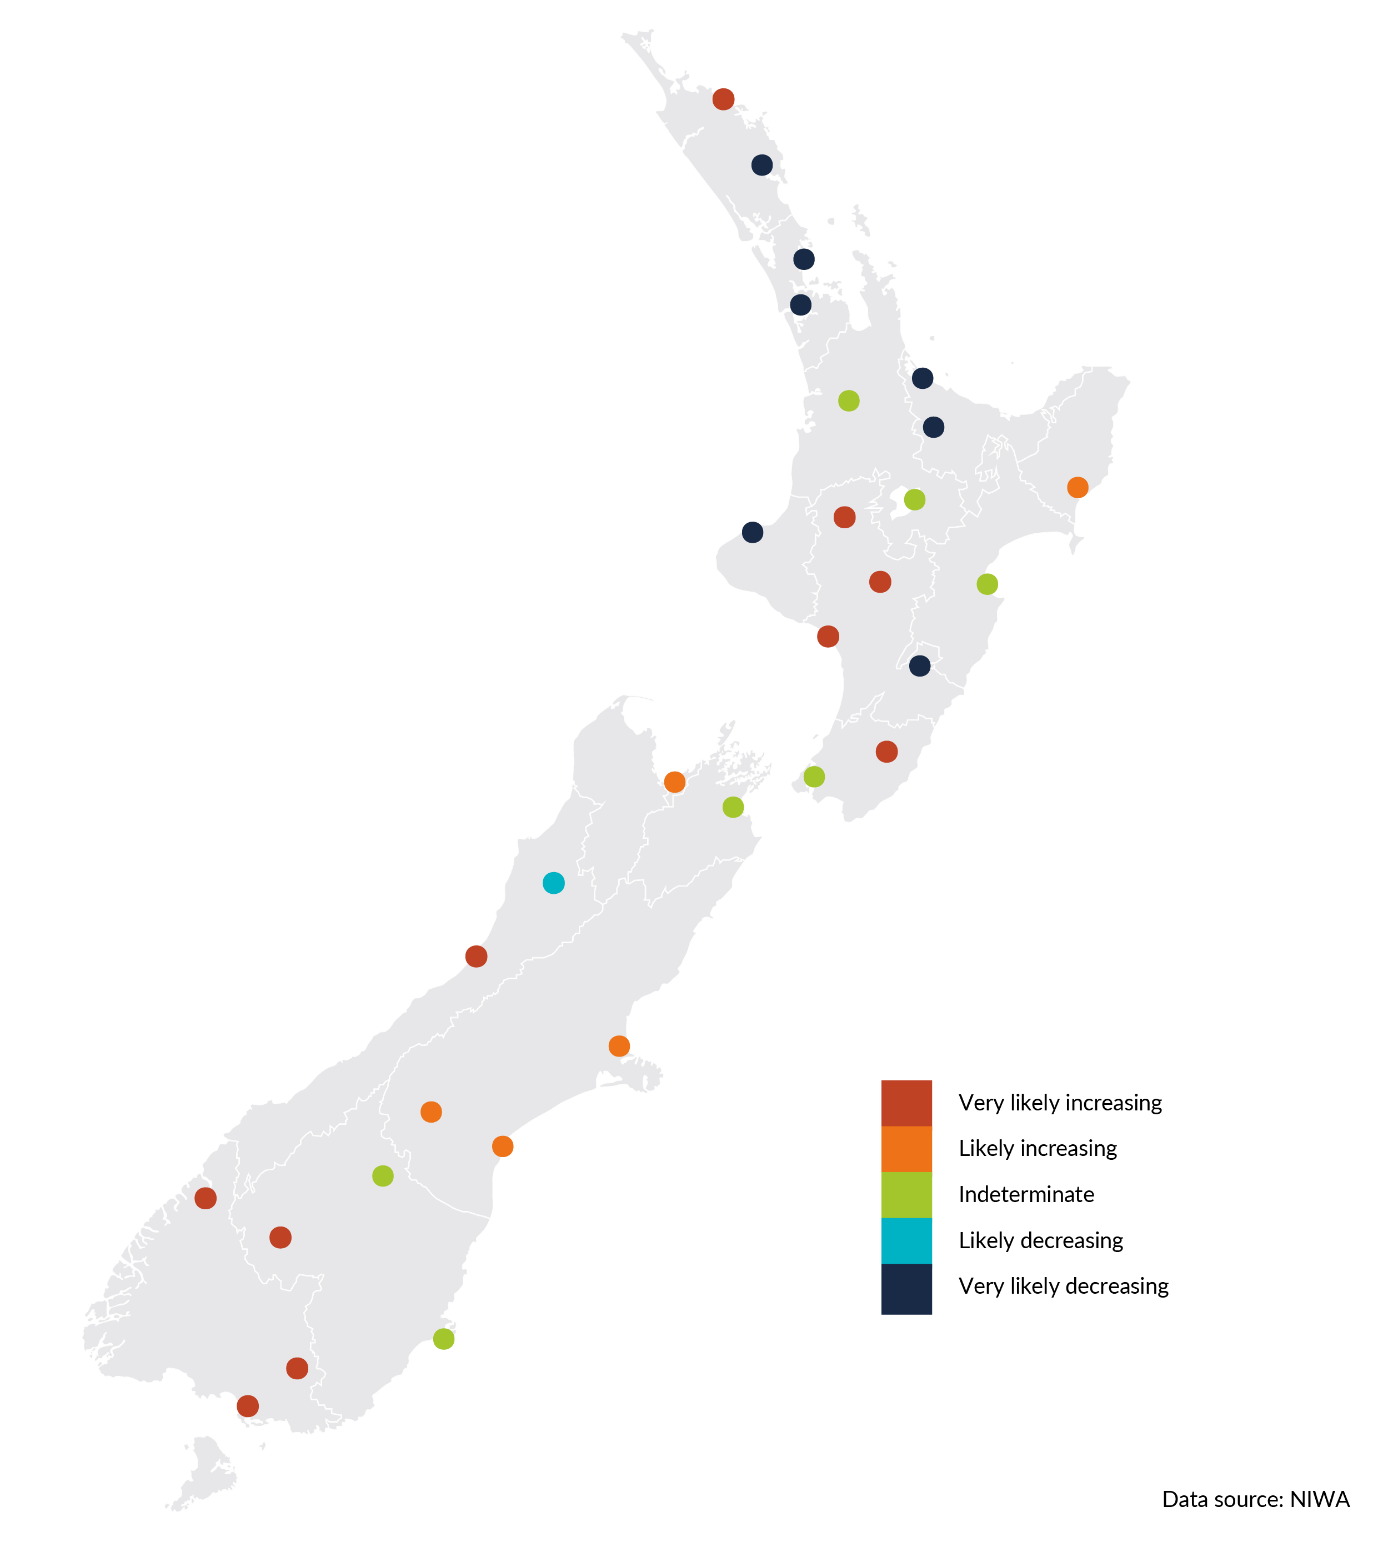 Very likely increasing
Likely increasing
Indeterminate
Likely decreasing
Very likely decreasing
Data source: NIWA